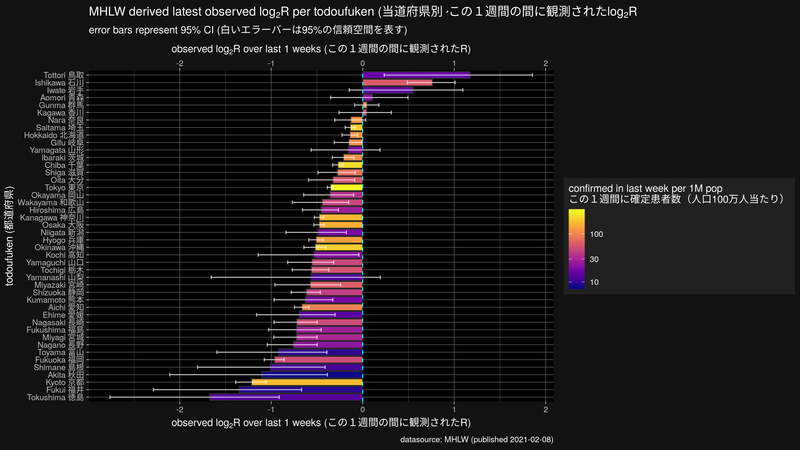 MHLW derived latest observed log2R per todoufuken (当道府県別 この１週間の間に観測されたlog2R
error bars represent 95% CI (白いエラーバーは95%の信頼空間を表す)
observed log2R over last 1 weeks (この１週間の間に観測されたR)
-2 -1 0 1 2
todoufuken (都道府県)
Tottori 鳥取
Ishikawa 石川
Iwate 岩手
Aomori 青森
Gunma 群馬
Kagawa 香川
Nara 奈良
Saitama 埼玉
Hokkaido 北海道
Gifu 岐阜
Yamagata 山形
Ibaraki 茨城
Chiba 千葉
Shiga 滋賀
Oita 大分
Tokyo 東京
Okayama 岡山
Wakayama 和歌山
Hiroshima 広島
Kanagawa 神奈川
Osaka 大阪
Niigata 新潟
Hyogo 兵庫
Okinawa 沖縄
Kochi 高知
Yamaguchi 山口
Tochigi 栃木
Yamanashi 山梨
Miyazaki 宮崎
Shizuoka 静岡
Kumamoto 熊本
Aichi 愛知
Ehime 愛媛
Nagasaki 長崎
Fukushima 福島
Miyagi 宮城
Nagano 長野
Toyama 富山
Fukuoka 福岡
Shimane 島根
Akita 秋田
Kyoto 京都
Fukui 福井
Tokushima 徳島
-2 -1 0 1 2
observed log2R over last 1 weeks (この１週間の間に観測されたR)
confirmed in last week per 1M pop
この１週間に確定患者数（人口100万人当たり）
100
30
10
datasource: MHLW (published 2021-02-08)